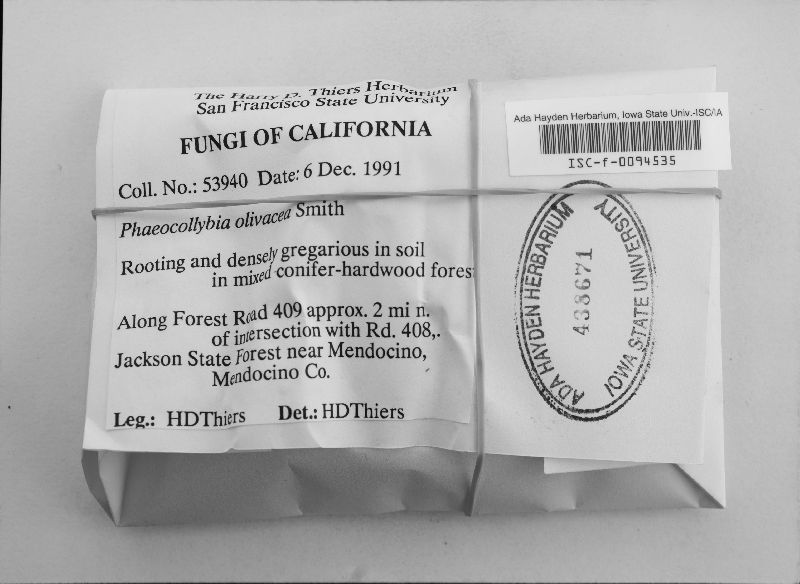 The Harry D. Thiers Herbarium
San Francisco State University
FUNGI OF CALIFORNIA
Coll. No.: 53940 Date: 6 Dec. 1991
Phaeocollybia olivacea Smith
Rooting and densely gregarious in soil
in mixed conifer-hardwood fores
Along Forest Road 409 approx. 2 mi n.
of intersection with Rd. 408,.
Jackson State Forest near Mendocino,
Mendocino Co.
Leg.: HDThiers Det.: HDThiers
Ada Hayden Herbarium, Iowa State Univ.-ISC/IA
ISC-f-0094535
ADA HAYDEN HERBARIUM
438671
IOWA STATE UNIVERSITY